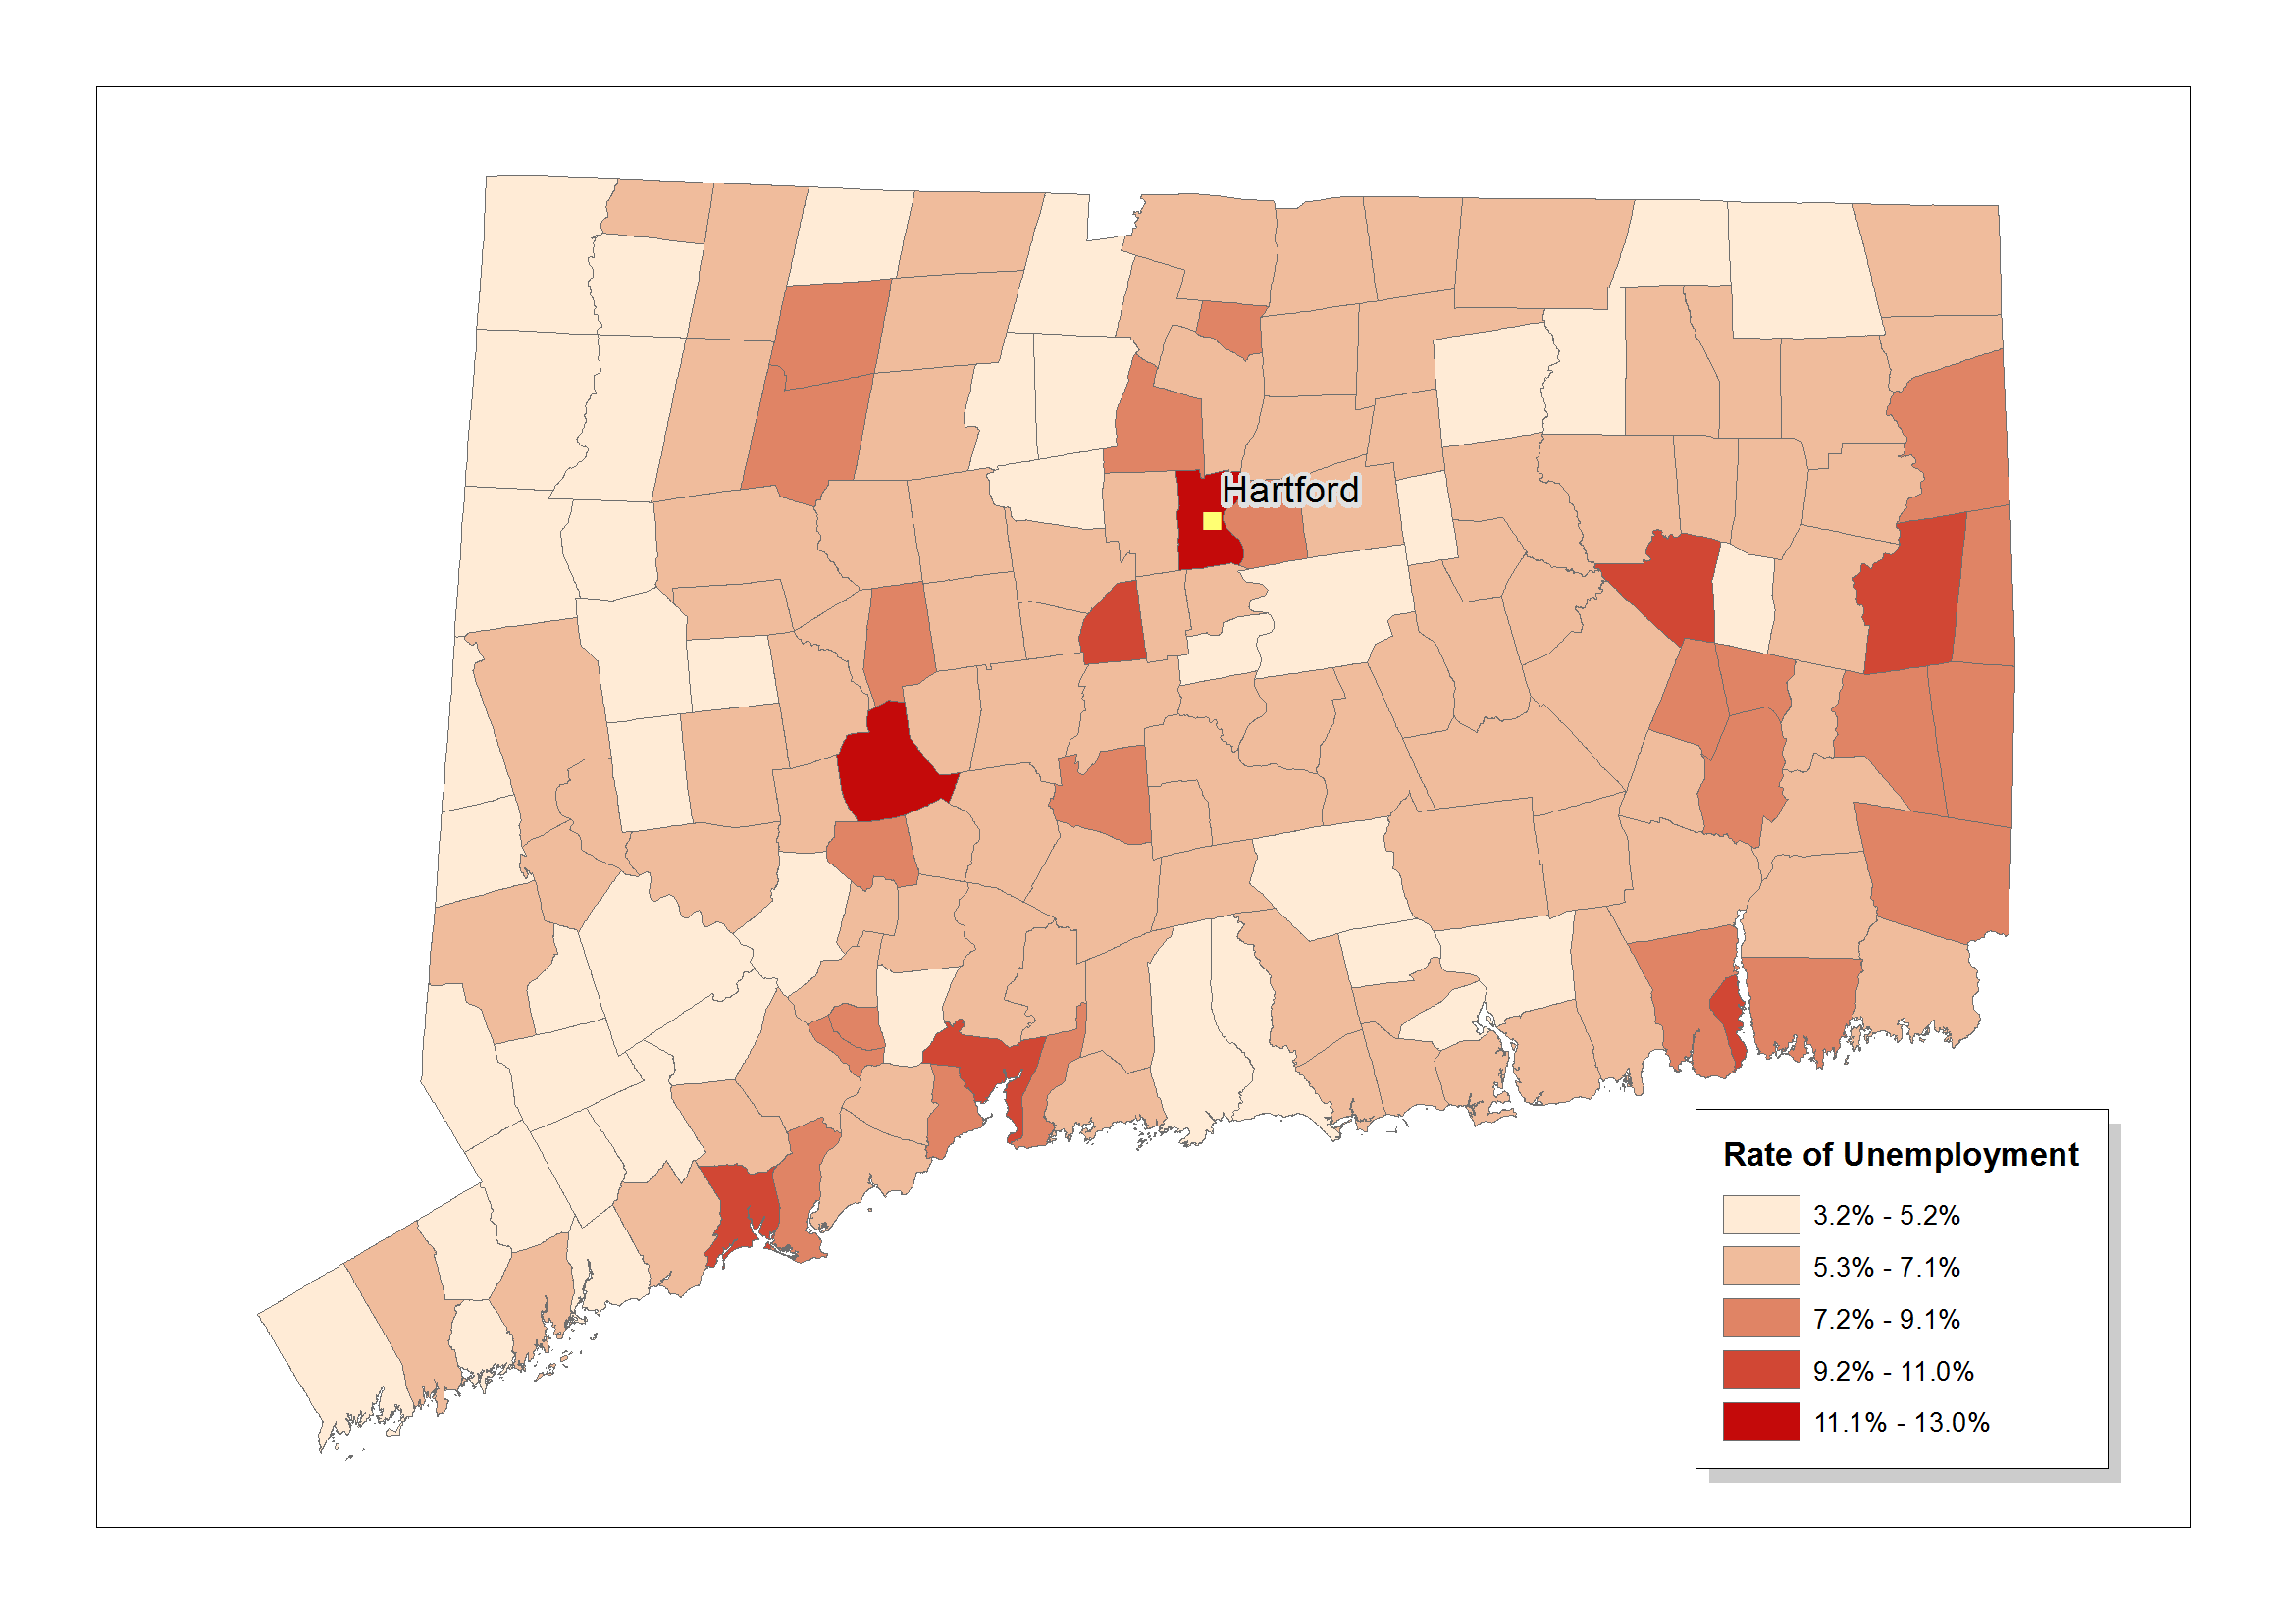 Hartford
Rate of Unemployment
3.2% - 5.2%
5.3% - 7.1%
7.2% - 9.1%
9.2% - 11.0%
11.1% - 13.0%